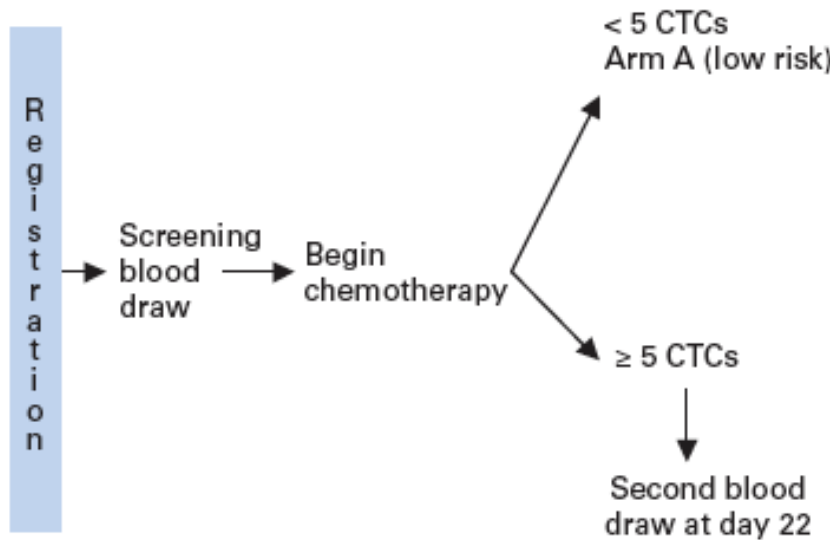 Registration
Screening
blood
draw
Begin
chemotherapy
< 5 CTCs
Arm A (low risk)
≥ 5 CTCs
Second blood
draw at day 22